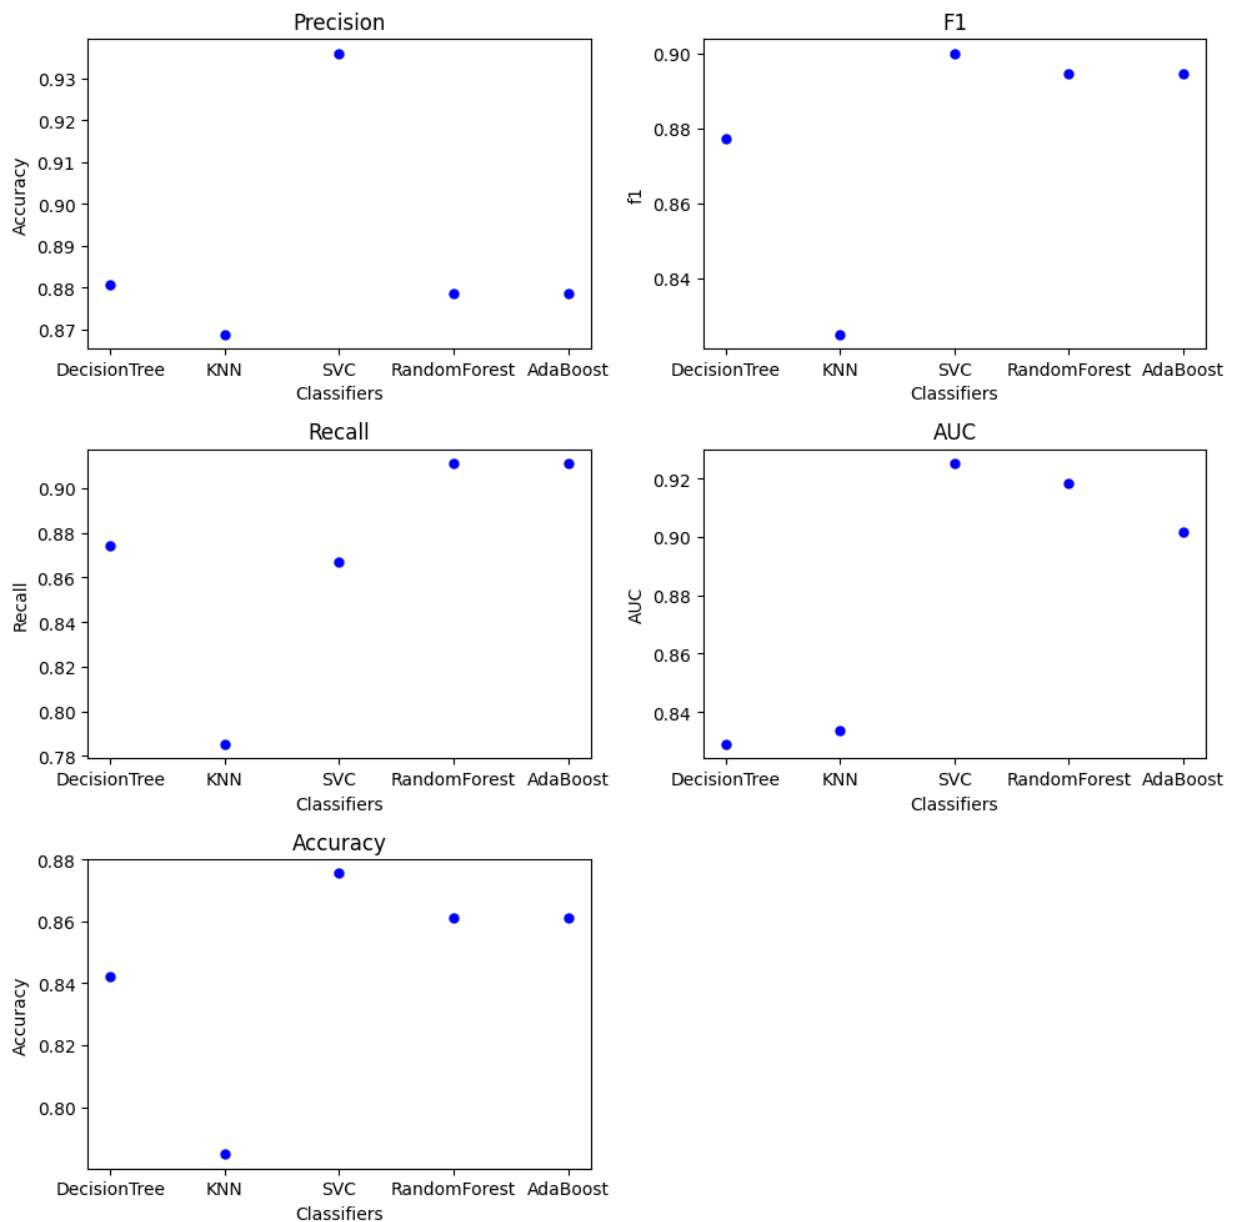 Precision
Accuracy
0.93
0.92
0.91
0.90
0.89
0.88
0.87
DecisionTree KNN SVC RandomForest AdaBoost
Classifiers
F1
f1
0.90
0.88
0.86
0.84
DecisionTree KNN SVC RandomForest AdaBoost
Classifiers
Recall
Recall
0.90
0.88
0.86
0.84
0.82
0.80
0.78
DecisionTree KNN SVC RandomForest AdaBoost
Classifiers
AUC
AUC
0.92
0.90
0.88
0.86
0.84
DecisionTree KNN SVC RandomForest AdaBoost
Classifiers
Accuracy
Accuracy
0.88
0.86
0.84
0.82
0.80
DecisionTree KNN SVC RandomForest AdaBoost
Classifiers